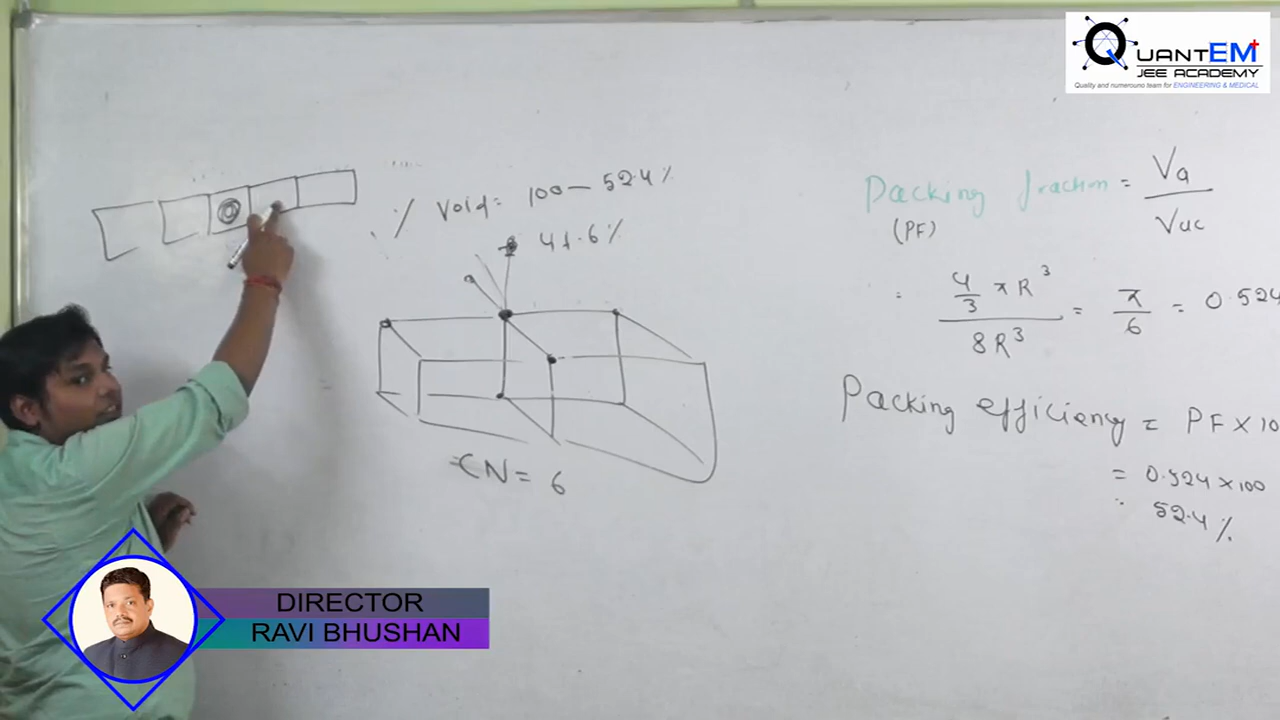 QUANTEM
JEE ACADEMY
Quality and numerouno team for ENGINEERING & MEDICAL
% Void = 100 — 52.4 %
41.6 %
CN = 6
Packing fraction = Va
Vuc
(PF)
= 4/3 π R³ / 8R³ = π/6 = 0.524
Packing efficiency = PF × 10
= 0.524 × 100
= 52.4 %
DIRECTOR
RAVI BHUSHAN